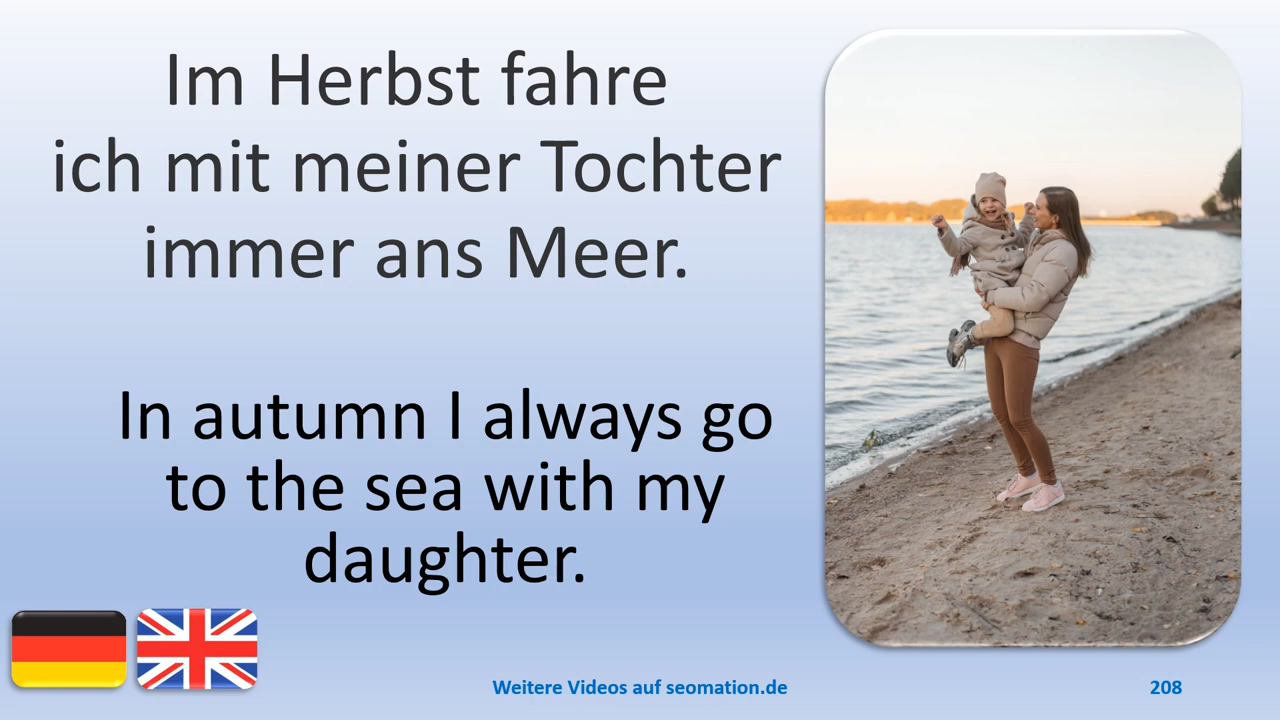 Im Herbst fahre
ich mit meiner Tochter
immer ans Meer.
In autumn I always go
to the sea with my
daughter.
Weitere Videos auf seomation.de
208